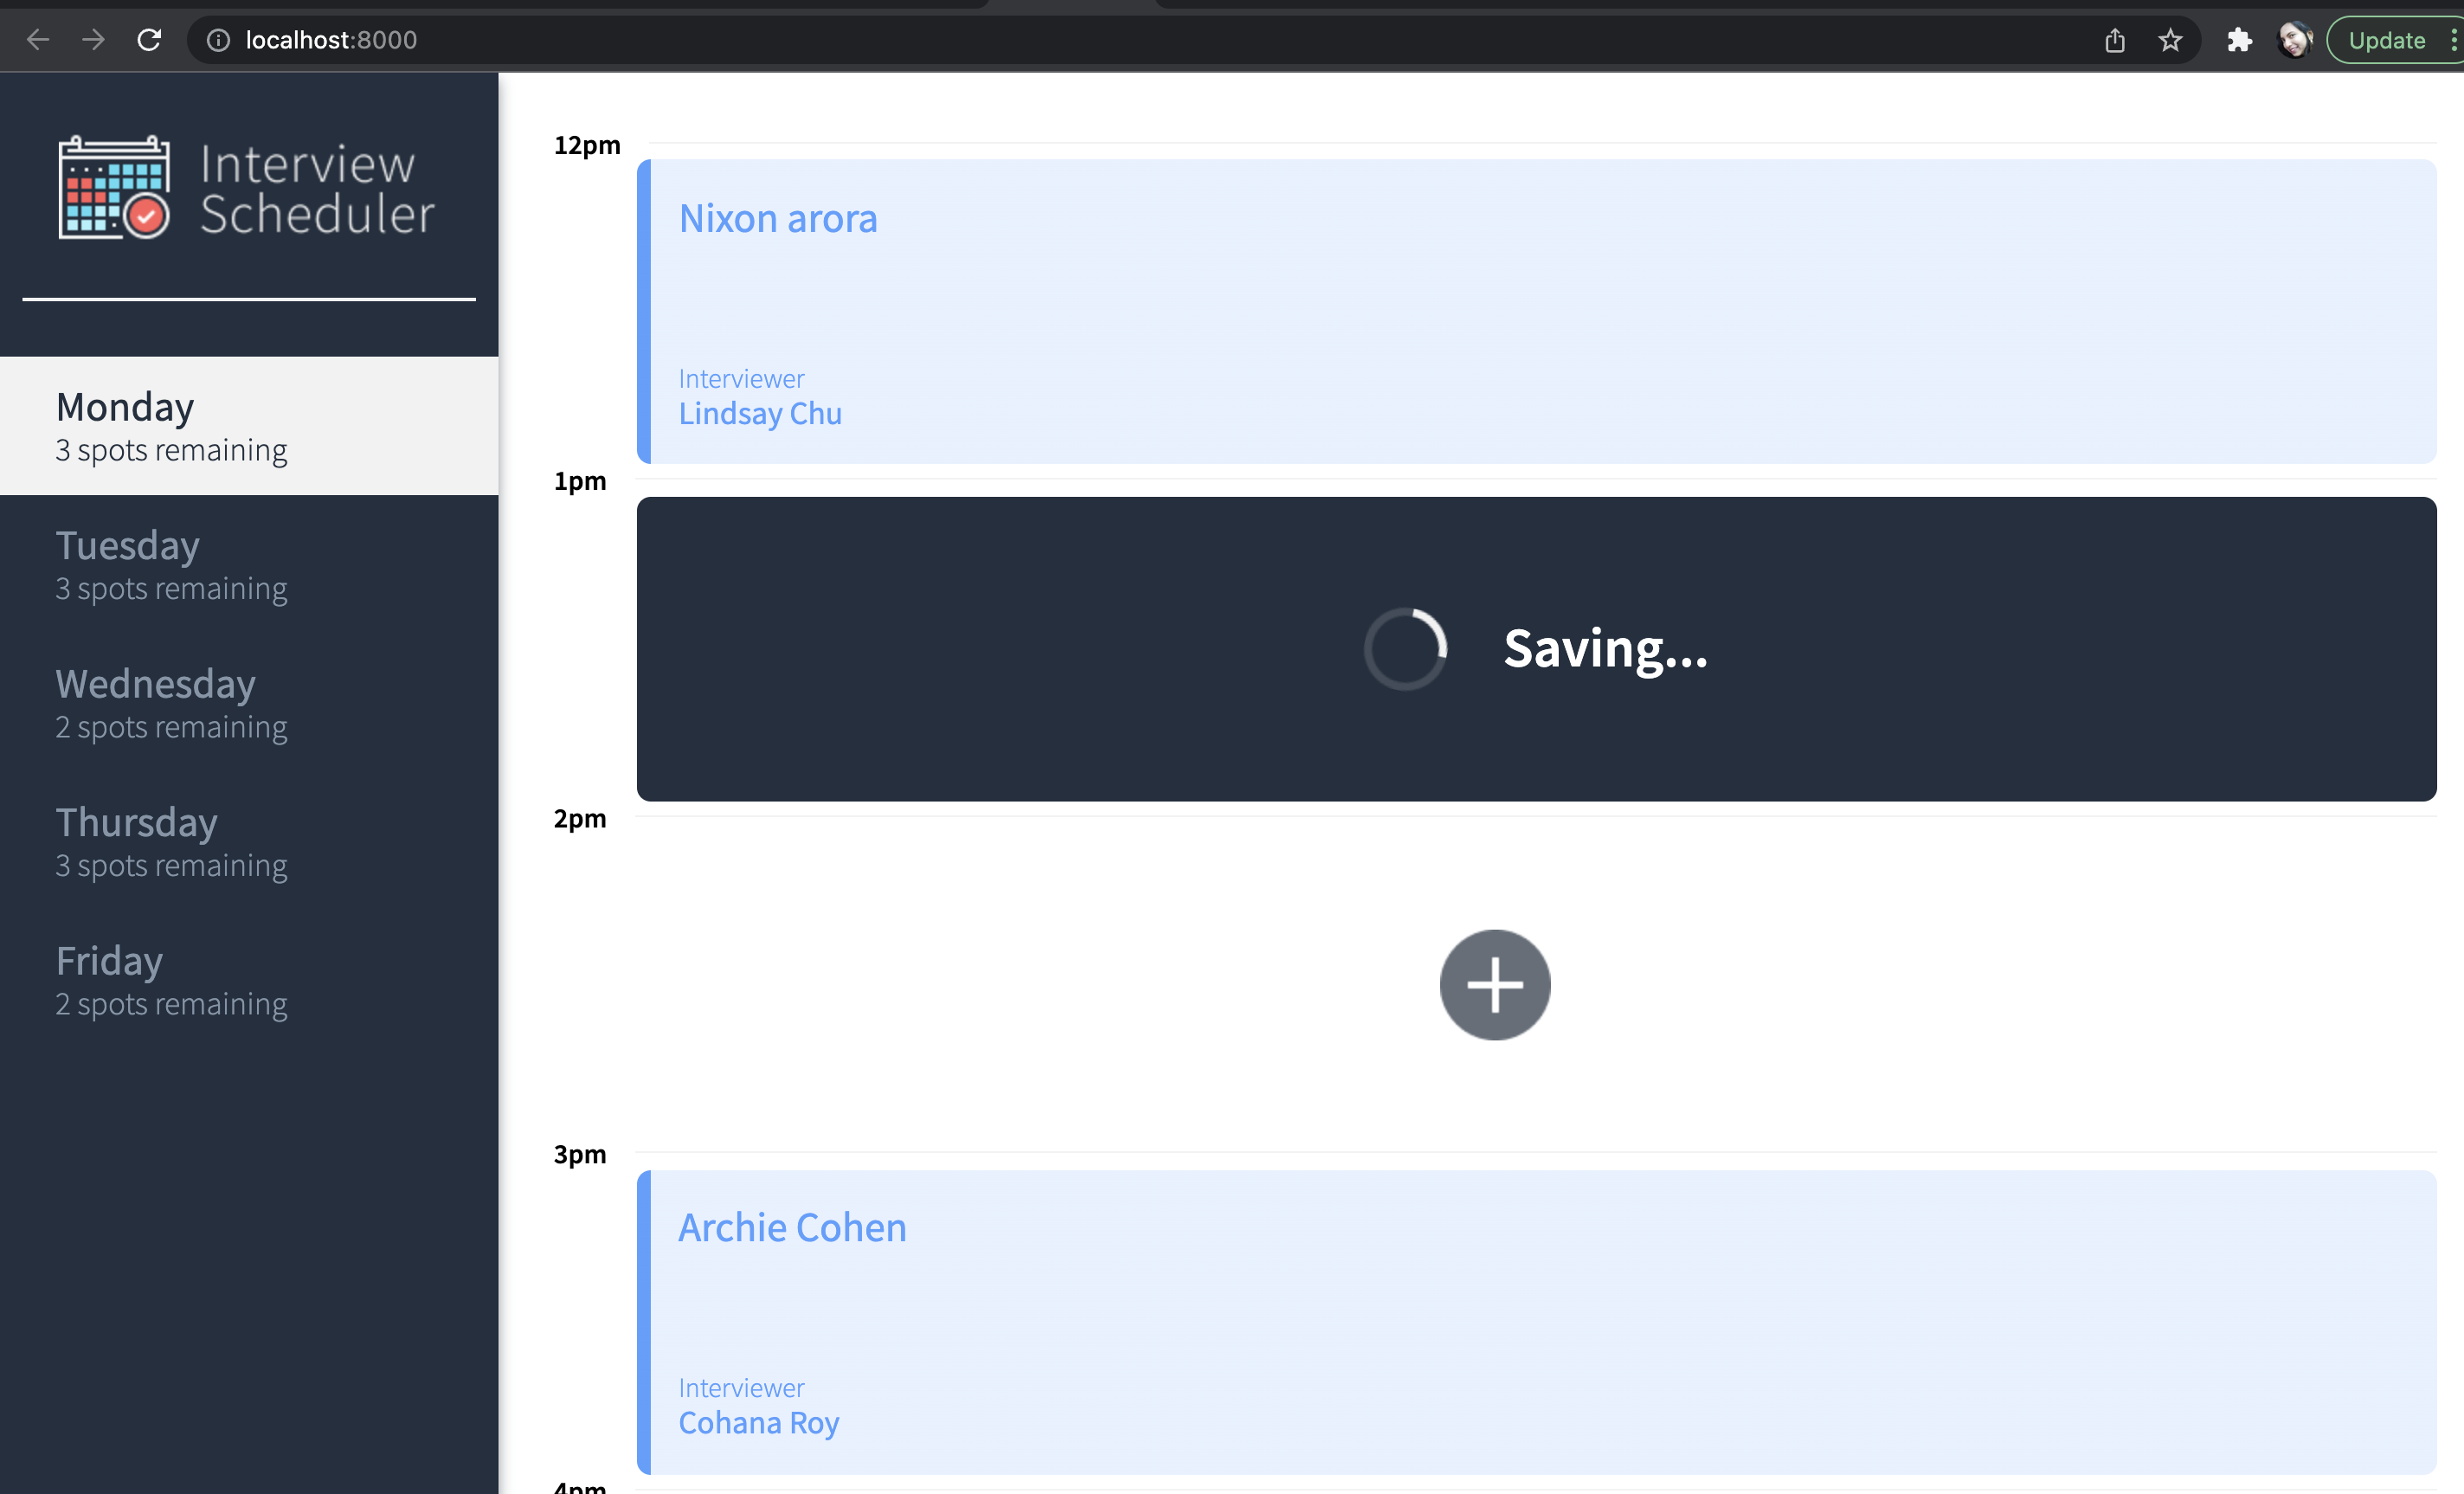 localhost:8000
Update
Interview
Scheduler
Monday
3 spots remaining
Tuesday
3 spots remaining
Wednesday
2 spots remaining
Thursday
3 spots remaining
Friday
2 spots remaining
12pm
Nixon arora
Interviewer
Lindsay Chu
1pm
Saving...
2pm
3pm
Archie Cohen
Interviewer
Cohana Roy
4pm